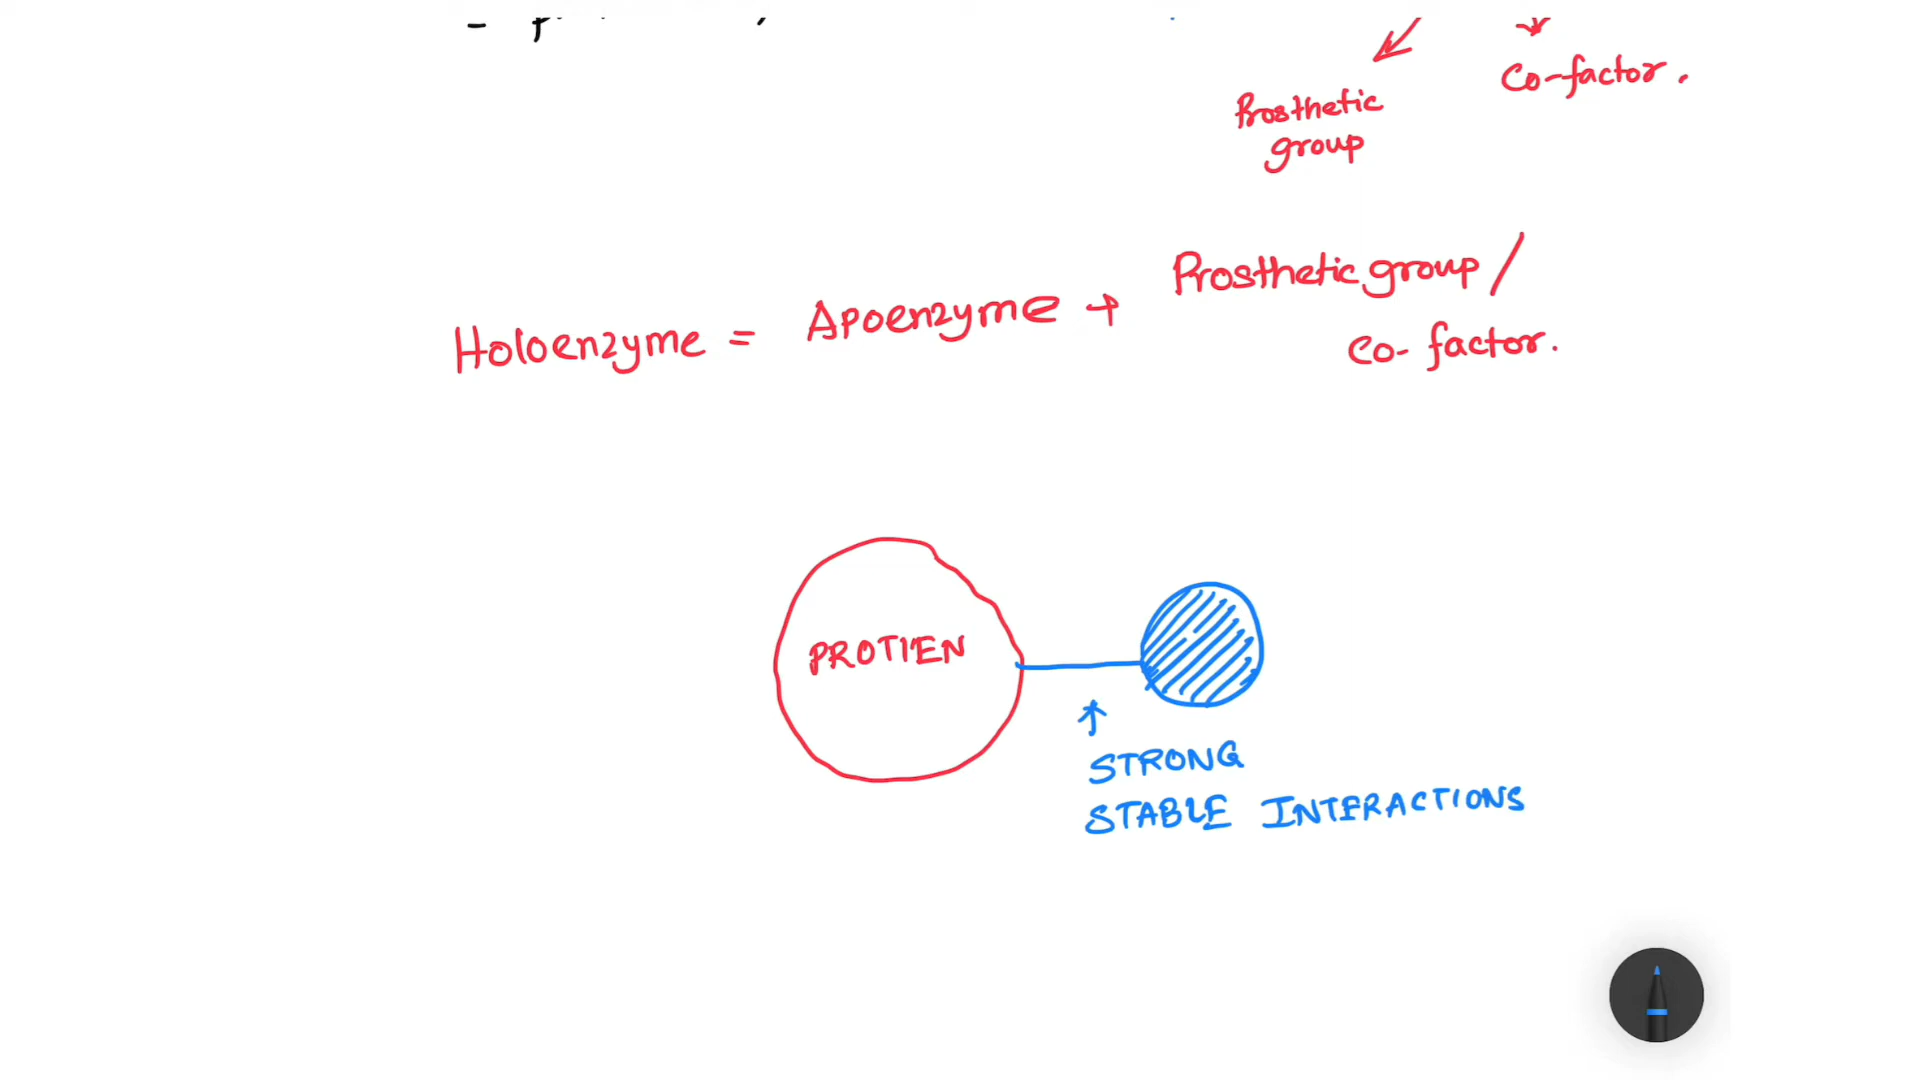 Co-factor.
Prosthetic
group
Holoenzyme = Apoenzyme + Prosthetic group /
Co-factor.
PROTIEN
↑
STRONG
STABLE INTERACTIONS